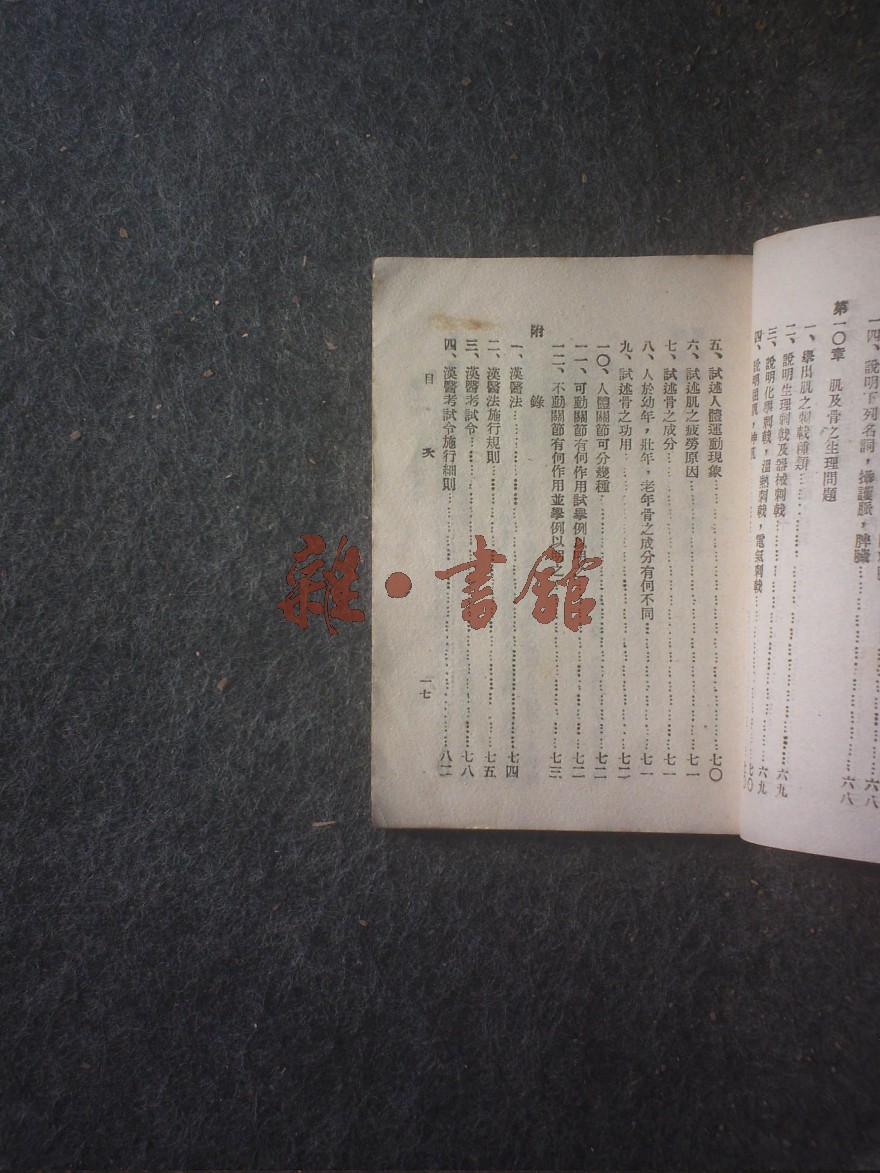 一四、說明下列名詞，攝護腺，脾臟……六八
第一〇章　肌及骨之生理問題
一、舉出肌之刺戟種類……六九
二、說明生理刺戟及器械刺戟……六九
三、說明化學刺戟，溫熱刺戟，電氣刺戟……七〇
四、說明
五、試述人體運動現象……七〇
六、試述肌之疲勞原因……七一
七、試述骨之成分……七一
八、人於幼年，壯年，老年骨之成分有何不同……七一
九、試述骨之功用……七二
一〇、人體關節可分幾種……七二
一一、可動關節有何作用試舉例……七二
一二、不動關節有何作用並舉例以……七三
附錄
一、漢醫法……七四
二、漢醫法施行規則……七五
三、漢醫考試令……七八
四、漢醫考試令施行細則……八二
目次
一七
雜·書館